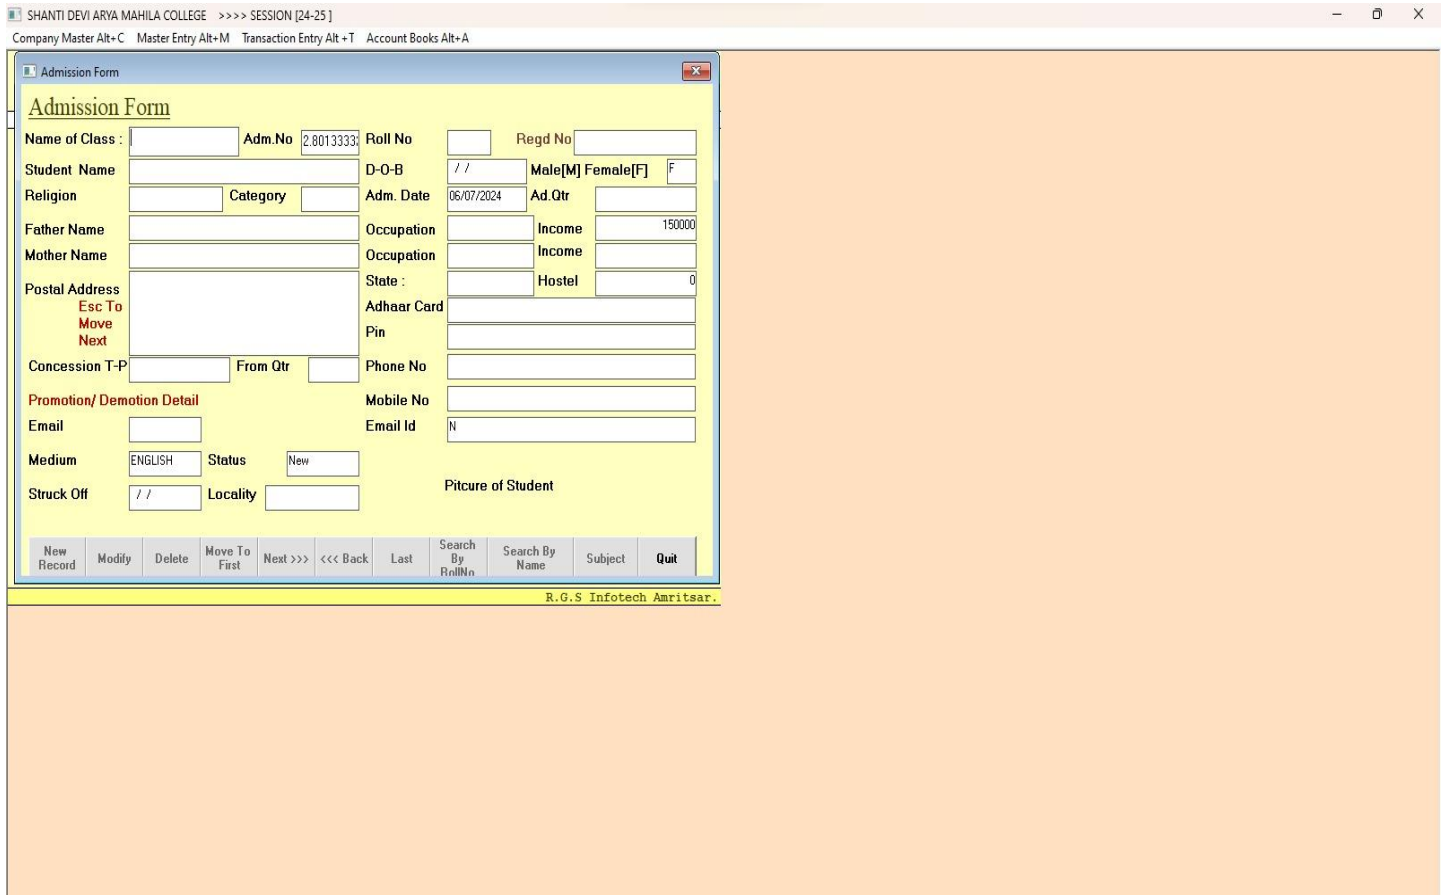 SHANTI DEVI ARYA MAHILA COLLEGE >>>> SESSION [24-25 ]
Company Master Alt+C Master Entry Alt+M Transaction Entry Alt +T Account Books Alt+A
Admission Form
Admission Form
Name of Class : Adm.No 2.8013333 Roll No Regd No
Student Name D-O-B / / Male[M] Female[F] F
Religion Category Adm. Date 06/07/2024 Ad.Qtr
Father Name Occupation Income 150000
Mother Name Occupation Income
Postal Address State : Hostel 0
Esc To Adhaar Card
Move
Next Pin
Concession T-P From Qtr Phone No
Promotion/ Demotion Detail Mobile No
Email Email Id N
Medium ENGLISH Status New
Struck Off / / Locality Pitcure of Student
New Record Modify Delete Move To First Next >>> <<< Back Last Search By RollNo Search By Name Subject Quit
R.G.S Infotech Amritsar.